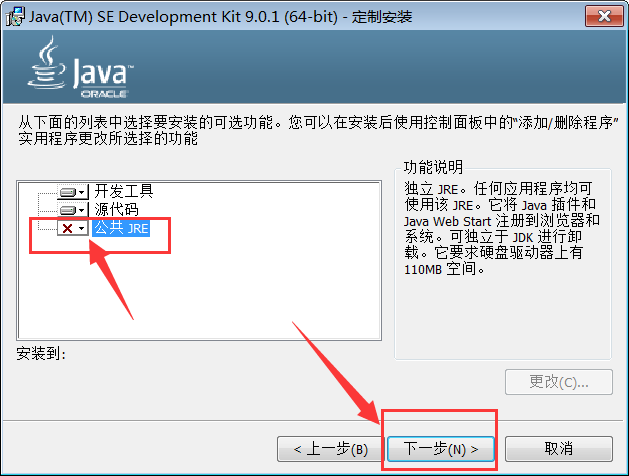 Java(TM) SE Development Kit 9.0.1 (64-bit) - 定制安装
Java™
ORACLE
从下面的列表中选择要安装的可选功能。您可以在安装后使用控制面板中的“添加/删除程序”
实用程序更改所选择的功能
开发工具
源代码
公共 JRE
功能说明
独立 JRE。任何应用程序均可
使用该 JRE。它将 Java 插件和
Java Web Start 注册到浏览器和
系统。可独立于 JDK 进行卸
载。它要求硬盘驱动器上有
110MB 空间。
安装到:
更改(C)...
< 上一步(B)
下一步(N) >
取消